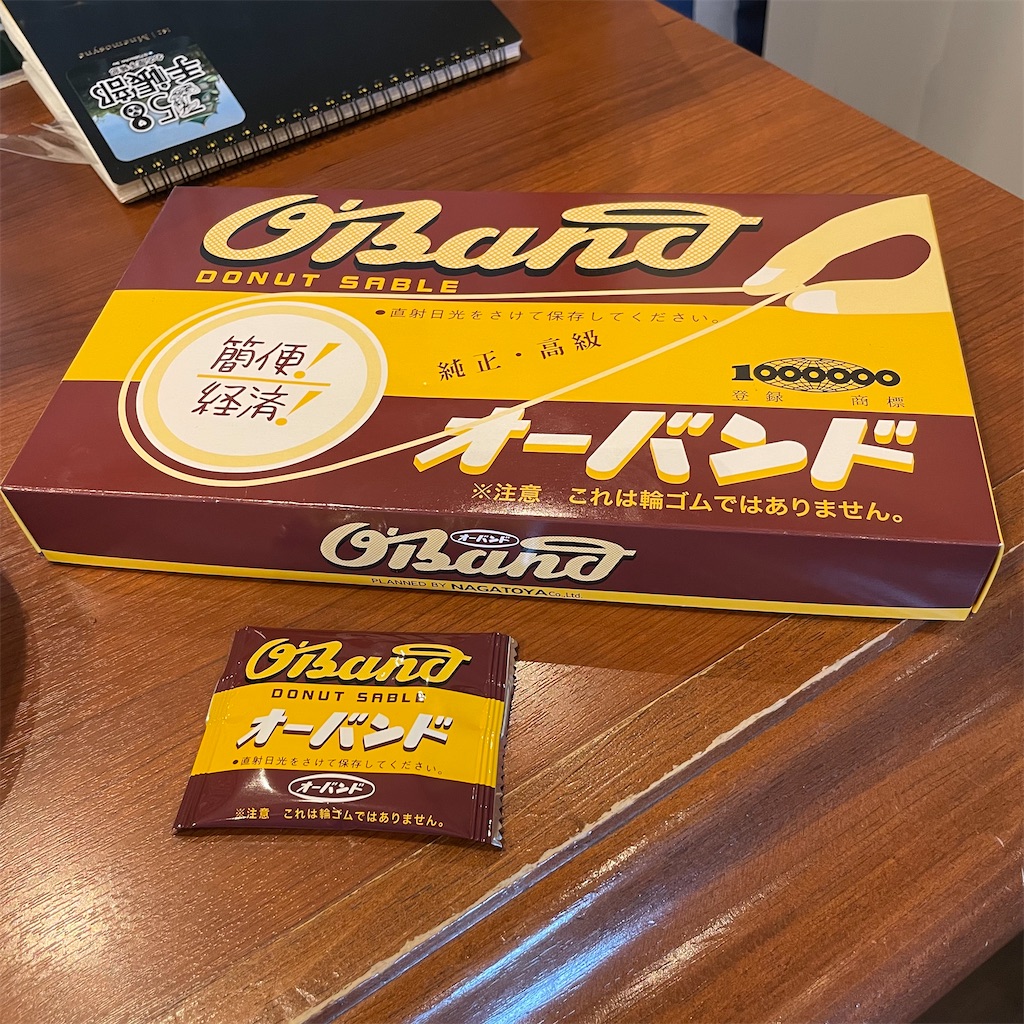 Mnemosyne
758
手帳部
O'Band
DONUT SABLE
●直射日光をさけて保存してください。
簡便!
経済!
純正・高級
1000000
登録 商標
オーバンド
※注意 これは輪ゴムではありません。
O'Band
オーバンド
PLANNED BY NAGATOYA Co.,Ltd.
O'Band
DONUT SABLE
オーバンド
●直射日光をさけて保存してください。
オーバンド
※注意 これは輪ゴムではありません。